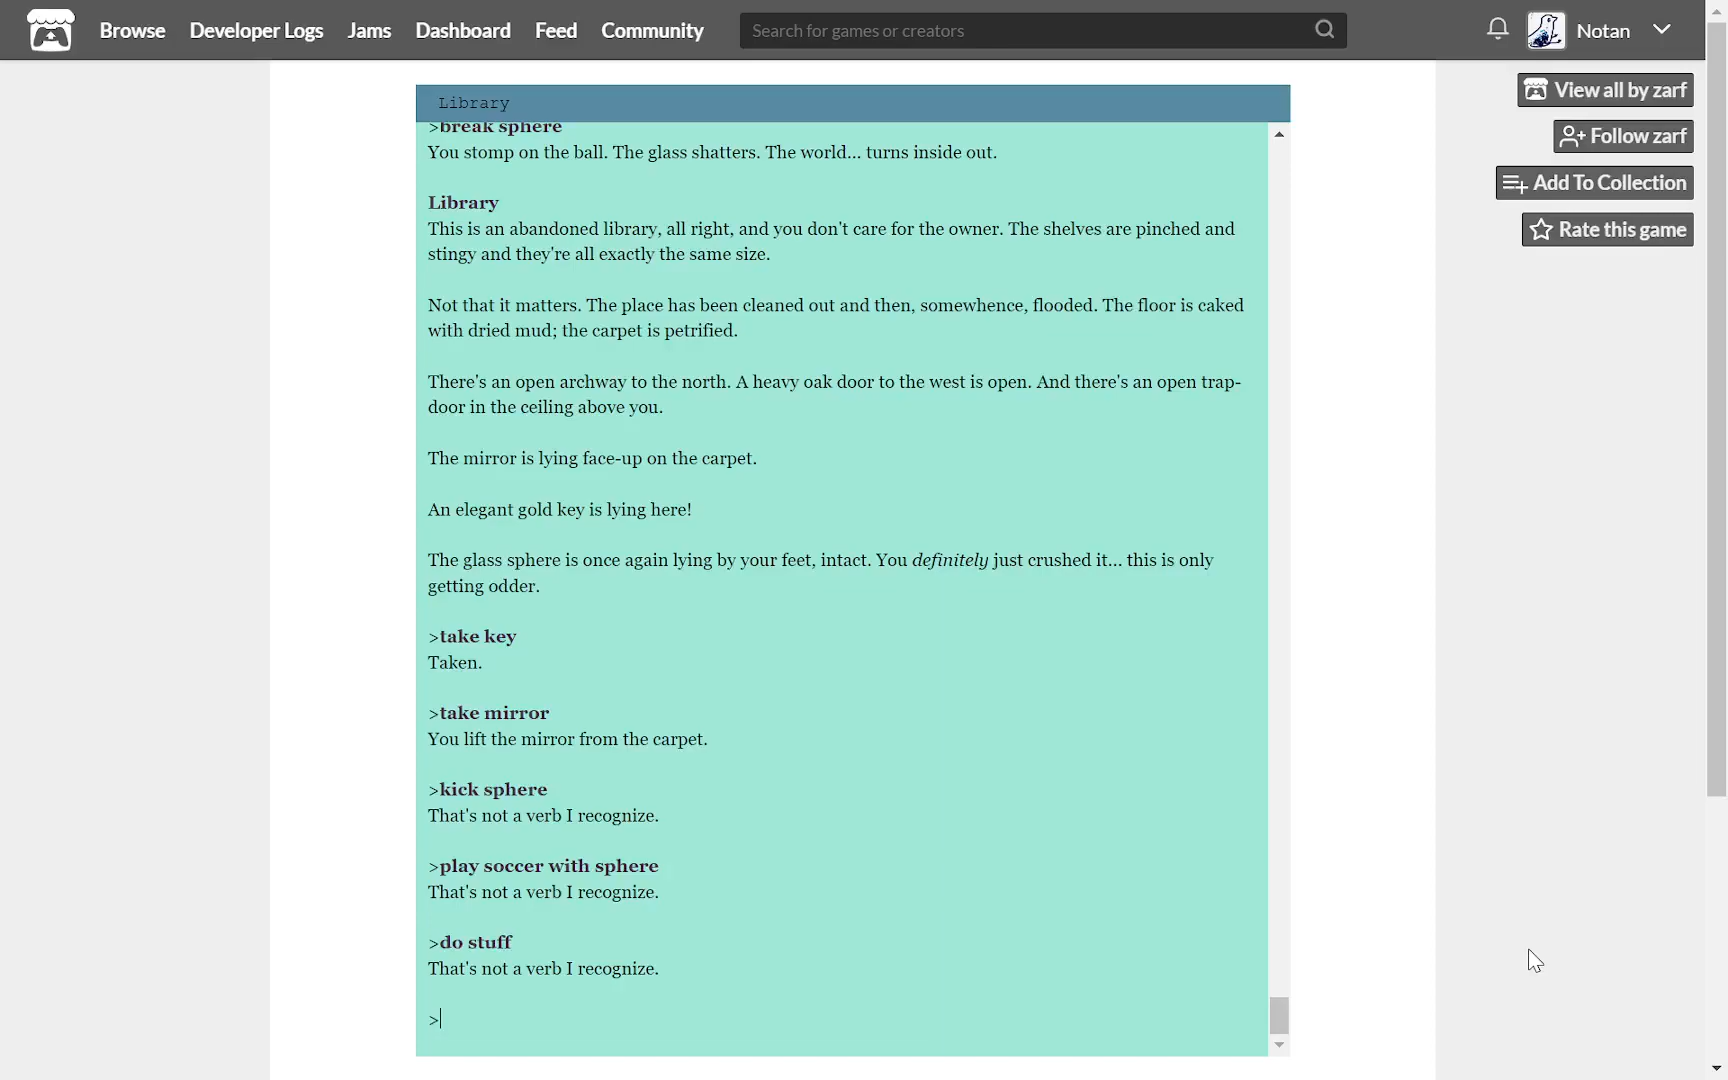 Browse Developer Logs Jams Dashboard Feed Community Search for games or creators Notan
View all by zarf
Follow zarf
Add To Collection
Rate this game
Library
>break sphere
You stomp on the ball. The glass shatters. The world... turns inside out.
Library
This is an abandoned library, all right, and you don't care for the owner. The shelves are pinched and
stingy and they're all exactly the same size.
Not that it matters. The place has been cleaned out and then, somewhence, flooded. The floor is caked
with dried mud; the carpet is petrified.
There's an open archway to the north. A heavy oak door to the west is open. And there's an open trap-
door in the ceiling above you.
The mirror is lying face-up on the carpet.
An elegant gold key is lying here!
The glass sphere is once again lying by your feet, intact. You definitely just crushed it... this is only
getting odder.
>take key
Taken.
>take mirror
You lift the mirror from the carpet.
>kick sphere
That's not a verb I recognize.
>play soccer with sphere
That's not a verb I recognize.
>do stuff
That's not a verb I recognize.
>